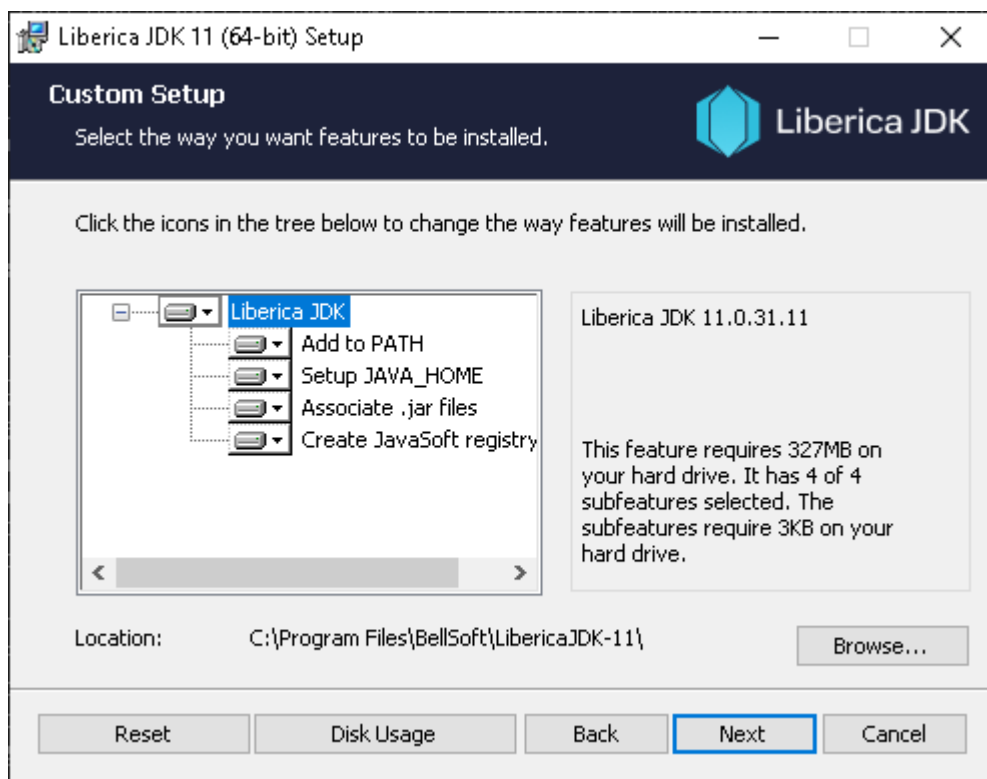 Liberica JDK 11 (64-bit) Setup
Custom Setup
Select the way you want features to be installed.
Liberica JDK
Click the icons in the tree below to change the way features will be installed.
Liberica JDK
Add to PATH
Setup JAVA_HOME
Associate .jar files
Create JavaSoft registry
Liberica JDK 11.0.31.11
This feature requires 327MB on
your hard drive. It has 4 of 4
subfeatures selected. The
subfeatures require 3KB on your
hard drive.
Location: C:\Program Files\BellSoft\LibericaJDK-11\
Browse...
Reset Disk Usage Back Next Cancel